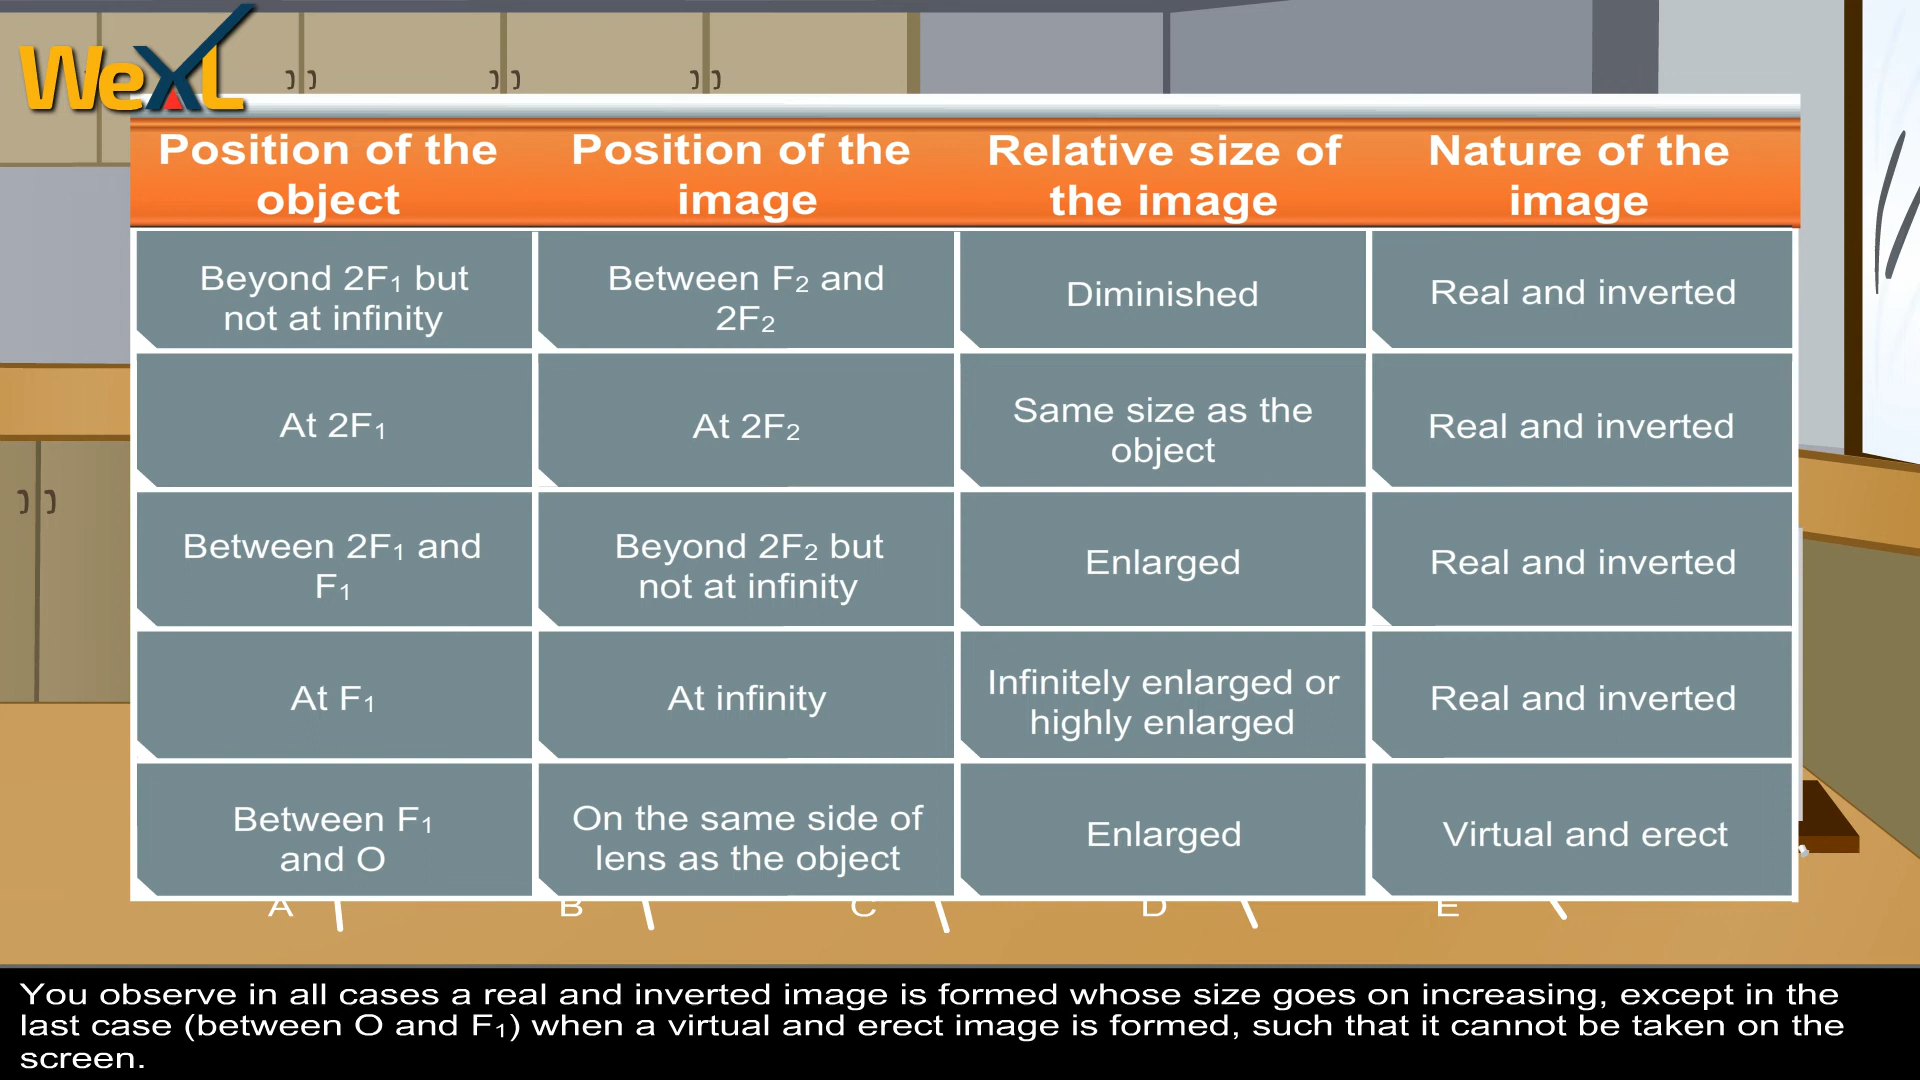 WeXL
Position of the
object
Position of the
image
Relative size of
the image
Nature of the
image
Beyond 2F₁ but
not at infinity
Between F₂ and
2F₂
Diminished
Real and inverted
At 2F₁
At 2F₂
Same size as the
object
Real and inverted
Between 2F₁ and
F₁
Beyond 2F₂ but
not at infinity
Enlarged
Real and inverted
At F₁
At infinity
Infinitely enlarged or
highly enlarged
Real and inverted
Between F₁
and O
On the same side of
lens as the object
Enlarged
Virtual and erect
A B C D E
You observe in all cases a real and inverted image is formed whose size goes on increasing, except in the
last case (between O and F₁) when a virtual and erect image is formed, such that it cannot be taken on the
screen.